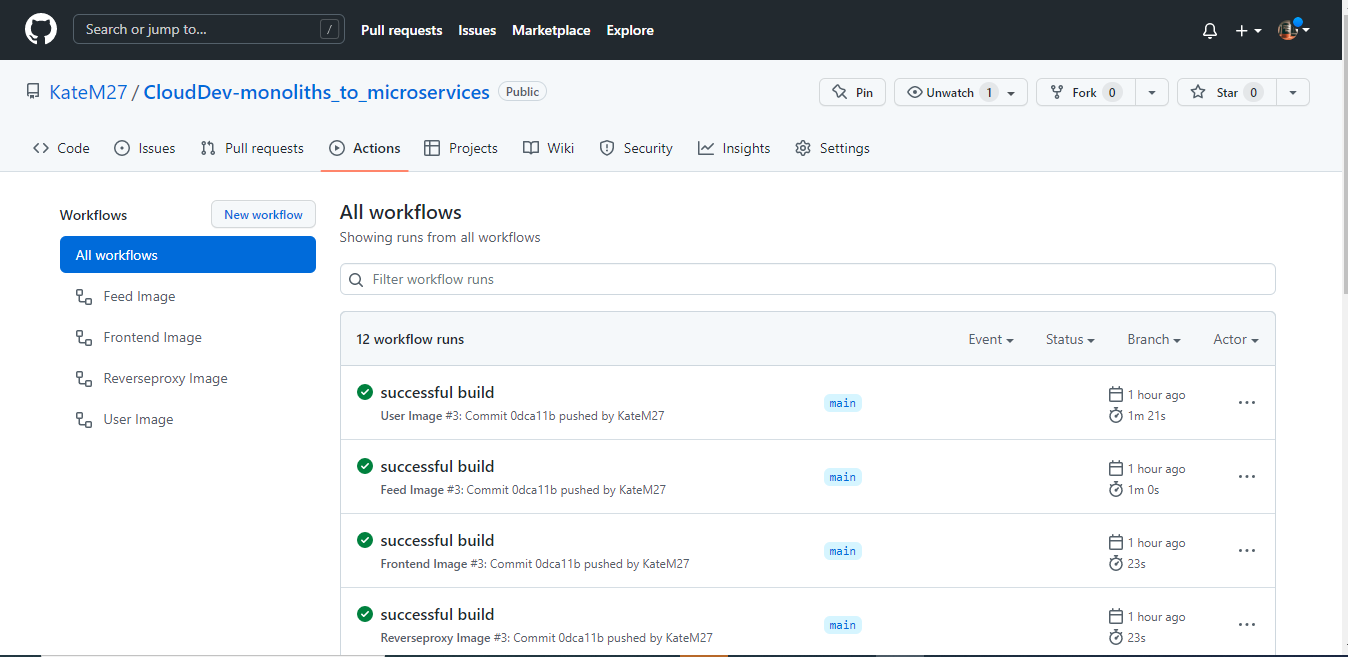 Search or jump to... /
Pull requests Issues Marketplace Explore
KateM27 / CloudDev-monoliths_to_microservices Public
Pin Unwatch 1 Fork 0 Star 0
Code Issues Pull requests Actions Projects Wiki Security Insights Settings
Workflows New workflow
All workflows
Feed Image
Frontend Image
Reverseproxy Image
User Image
All workflows
Showing runs from all workflows
Filter workflow runs
12 workflow runs Event Status Branch Actor
successful build
User Image #3: Commit 0dca11b pushed by KateM27
main
1 hour ago
1m 21s
successful build
Feed Image #3: Commit 0dca11b pushed by KateM27
main
1 hour ago
1m 0s
successful build
Frontend Image #3: Commit 0dca11b pushed by KateM27
main
1 hour ago
23s
successful build
Reverseproxy Image #3: Commit 0dca11b pushed by KateM27
main
1 hour ago
23s